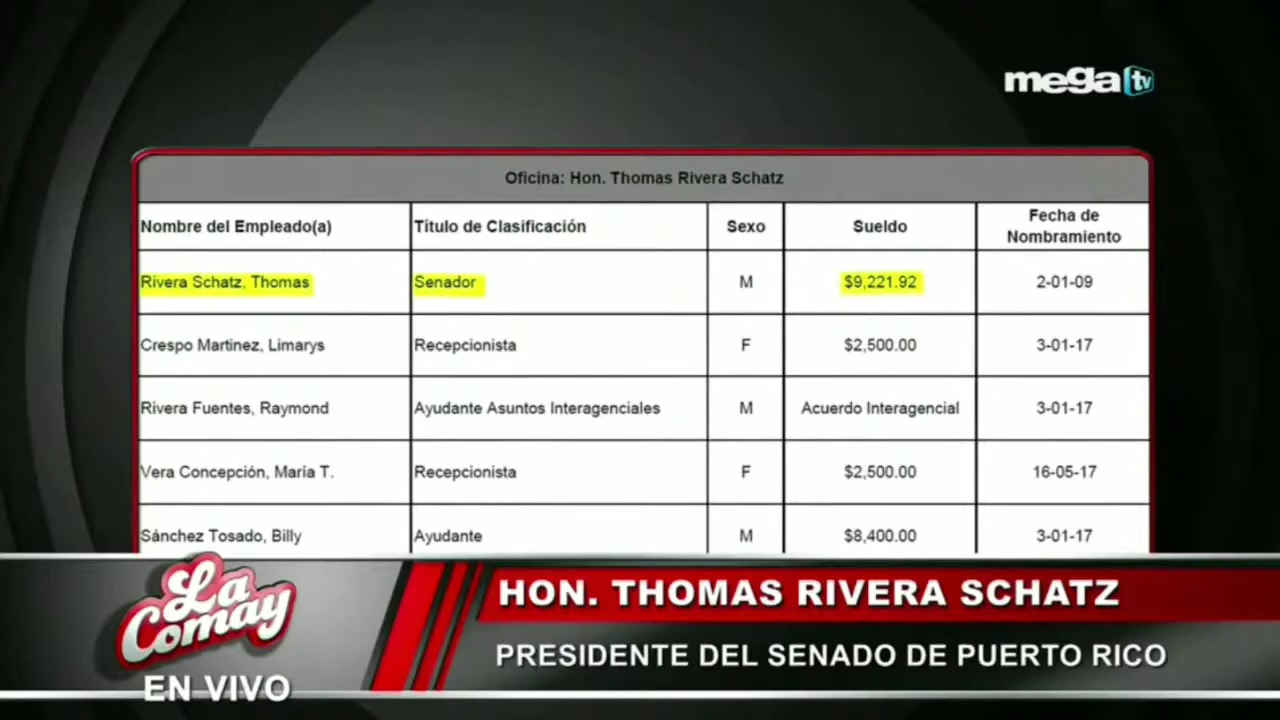 mega tv
Oficina: Hon. Thomas Rivera Schatz
Nombre del Empleado(a) Título de Clasificación Sexo Sueldo Fecha de Nombramiento
Rivera Schatz, Thomas Senador M $9,221.92 2-01-09
Crespo Martinez, Limarys Recepcionista F $2,500.00 3-01-17
Rivera Fuentes, Raymond Ayudante Asuntos Interagenciales M Acuerdo Interagencial 3-01-17
Vera Concepción, María T. Recepcionista F $2,500.00 16-05-17
Sánchez Tosado, Billy Ayudante M $8,400.00 3-01-17
La Comay
EN VIVO
HON. THOMAS RIVERA SCHATZ
PRESIDENTE DEL SENADO DE PUERTO RICO